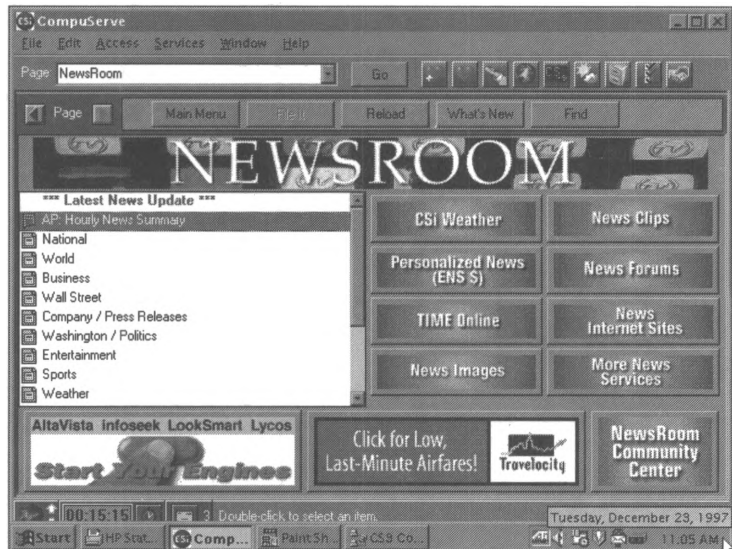 CompuServe
File Edit Access Services Window Help
Page NewsRoom Go
Page Main Menu File It Reload What's New Find
NEWSROOM
*** Latest News Update ***
AP: Hourly News Summary
National
World
Business
Wall Street
Company / Press Releases
Washington / Politics
Entertainment
Sports
Weather
CSi Weather
News Clips
Personalized News
(ENS $)
News Forums
TIME Online
News
Internet Sites
News Images
More News
Services
AltaVista infoseek LookSmart Lycos
Start Your Engines
Click for Low,
Last-Minute Airfares!
Travelocity
NewsRoom
Community
Center
00:15:15 3 Double-click to select an item.
Tuesday, December 23, 1997
Start HP Stat... Comp... Paint Sh... CS3 Co... 11:05 AM